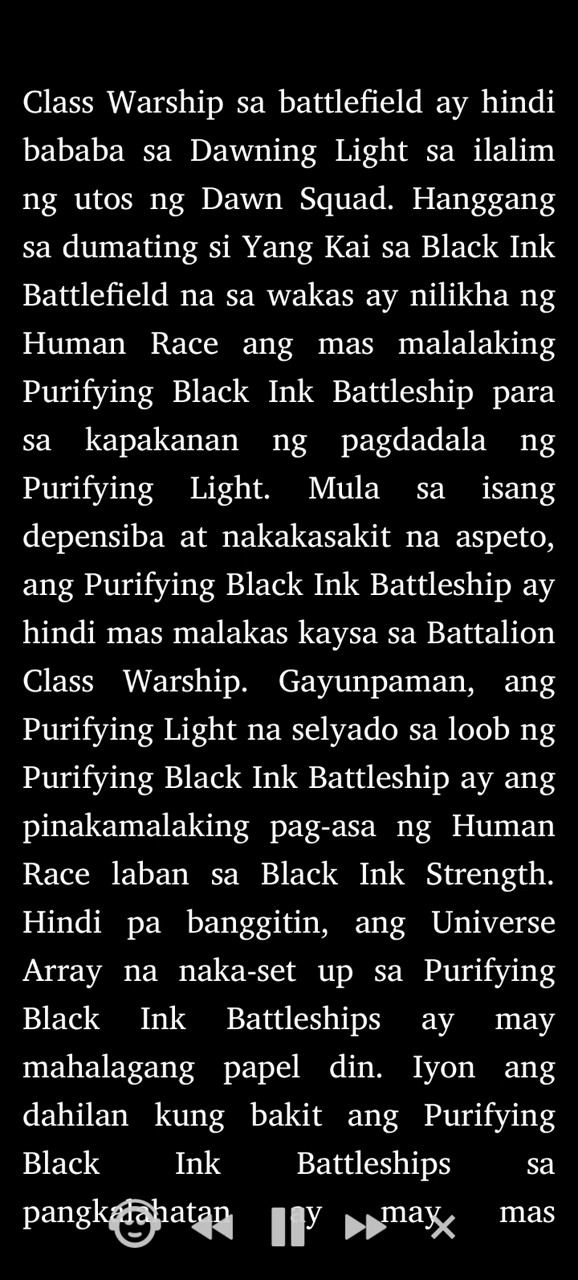 Class Warship sa battlefield ay hindi
bababa sa Dawning Light sa ilalim
ng utos ng Dawn Squad. Hanggang
sa dumating si Yang Kai sa Black Ink
Battlefield na sa wakas ay nilikha ng
Human Race ang mas malalaking
Purifying Black Ink Battleship para
sa kapakanan ng pagdadala ng
Purifying Light. Mula sa isang
depensiba at nakakasakit na aspeto,
ang Purifying Black Ink Battleship ay
hindi mas malakas kaysa sa Battalion
Class Warship. Gayunpaman, ang
Purifying Light na selyado sa loob ng
Purifying Black Ink Battleship ay ang
pinakamalaking pag-asa ng Human
Race laban sa Black Ink Strength.
Hindi pa banggitin, ang Universe
Array na naka-set up sa Purifying
Black Ink Battleships ay may
mahalagang papel din. Iyon ang
dahilan kung bakit ang Purifying
Black Ink Battleships sa
pangkalahatan ay may mas